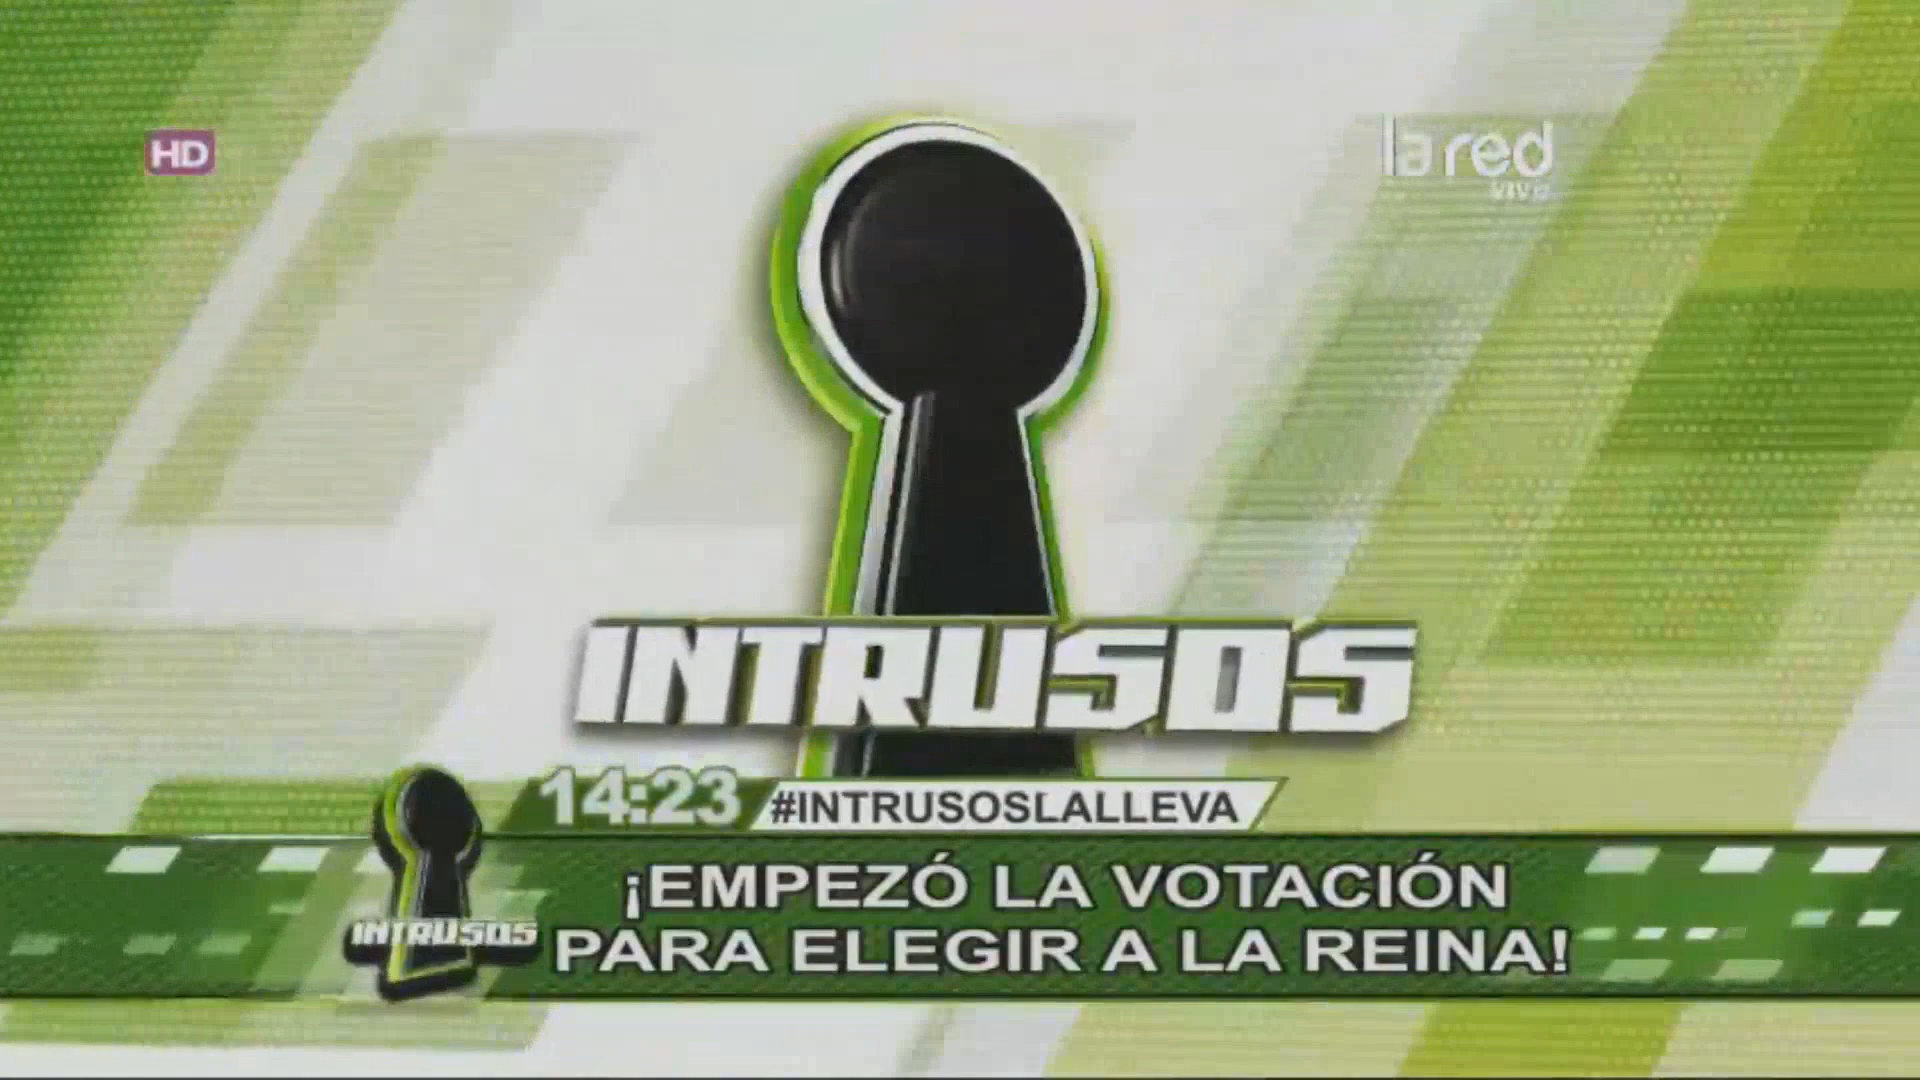 HD
la red
VIVO
INTRUSOS
14:23
#INTRUSOSLALLEVA
¡EMPEZÓ LA VOTACIÓN
INTRUSOS
PARA ELEGIR A LA REINA!